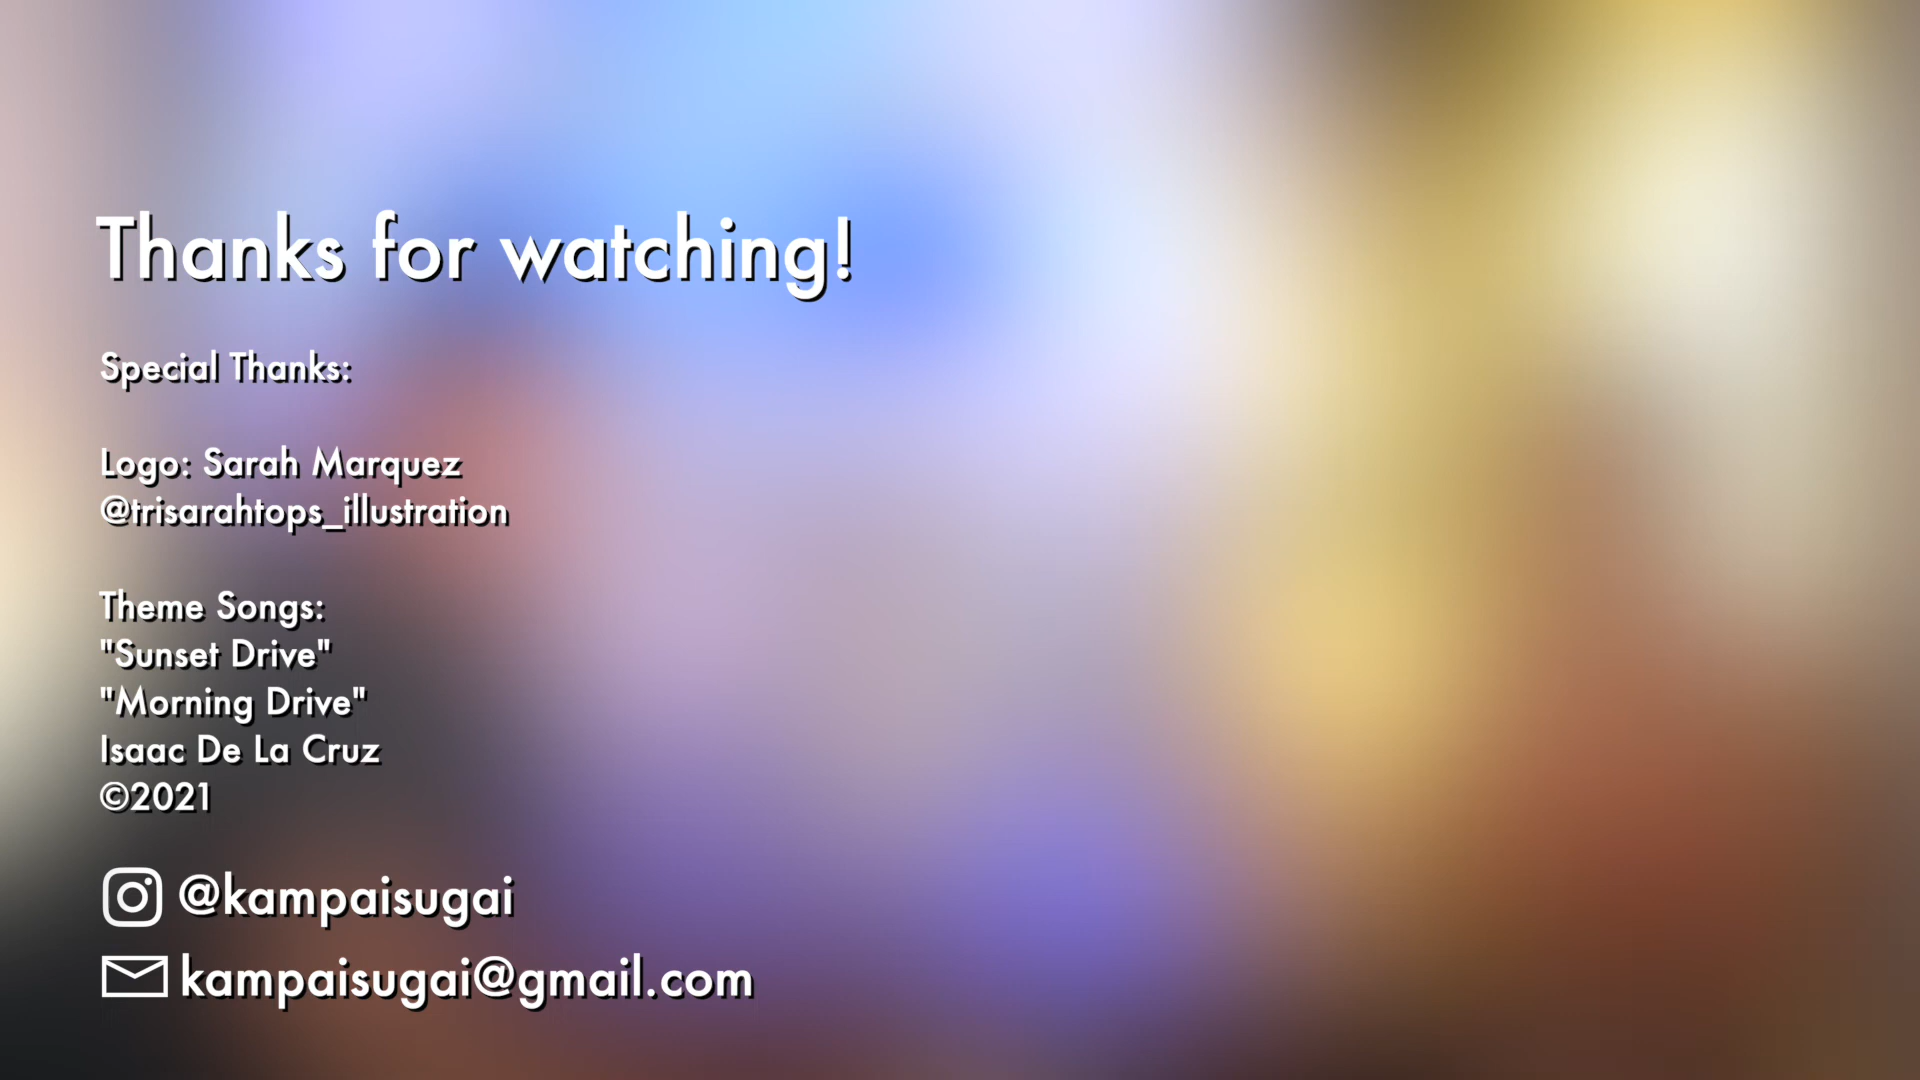 Thanks for watching!
Special Thanks:
Logo: Sarah Marquez
@trisarahtops_illustration
Theme Songs:
"Sunset Drive"
"Morning Drive"
Isaac De La Cruz
©2021
@kampaisugai
kampaisugai@gmail.com